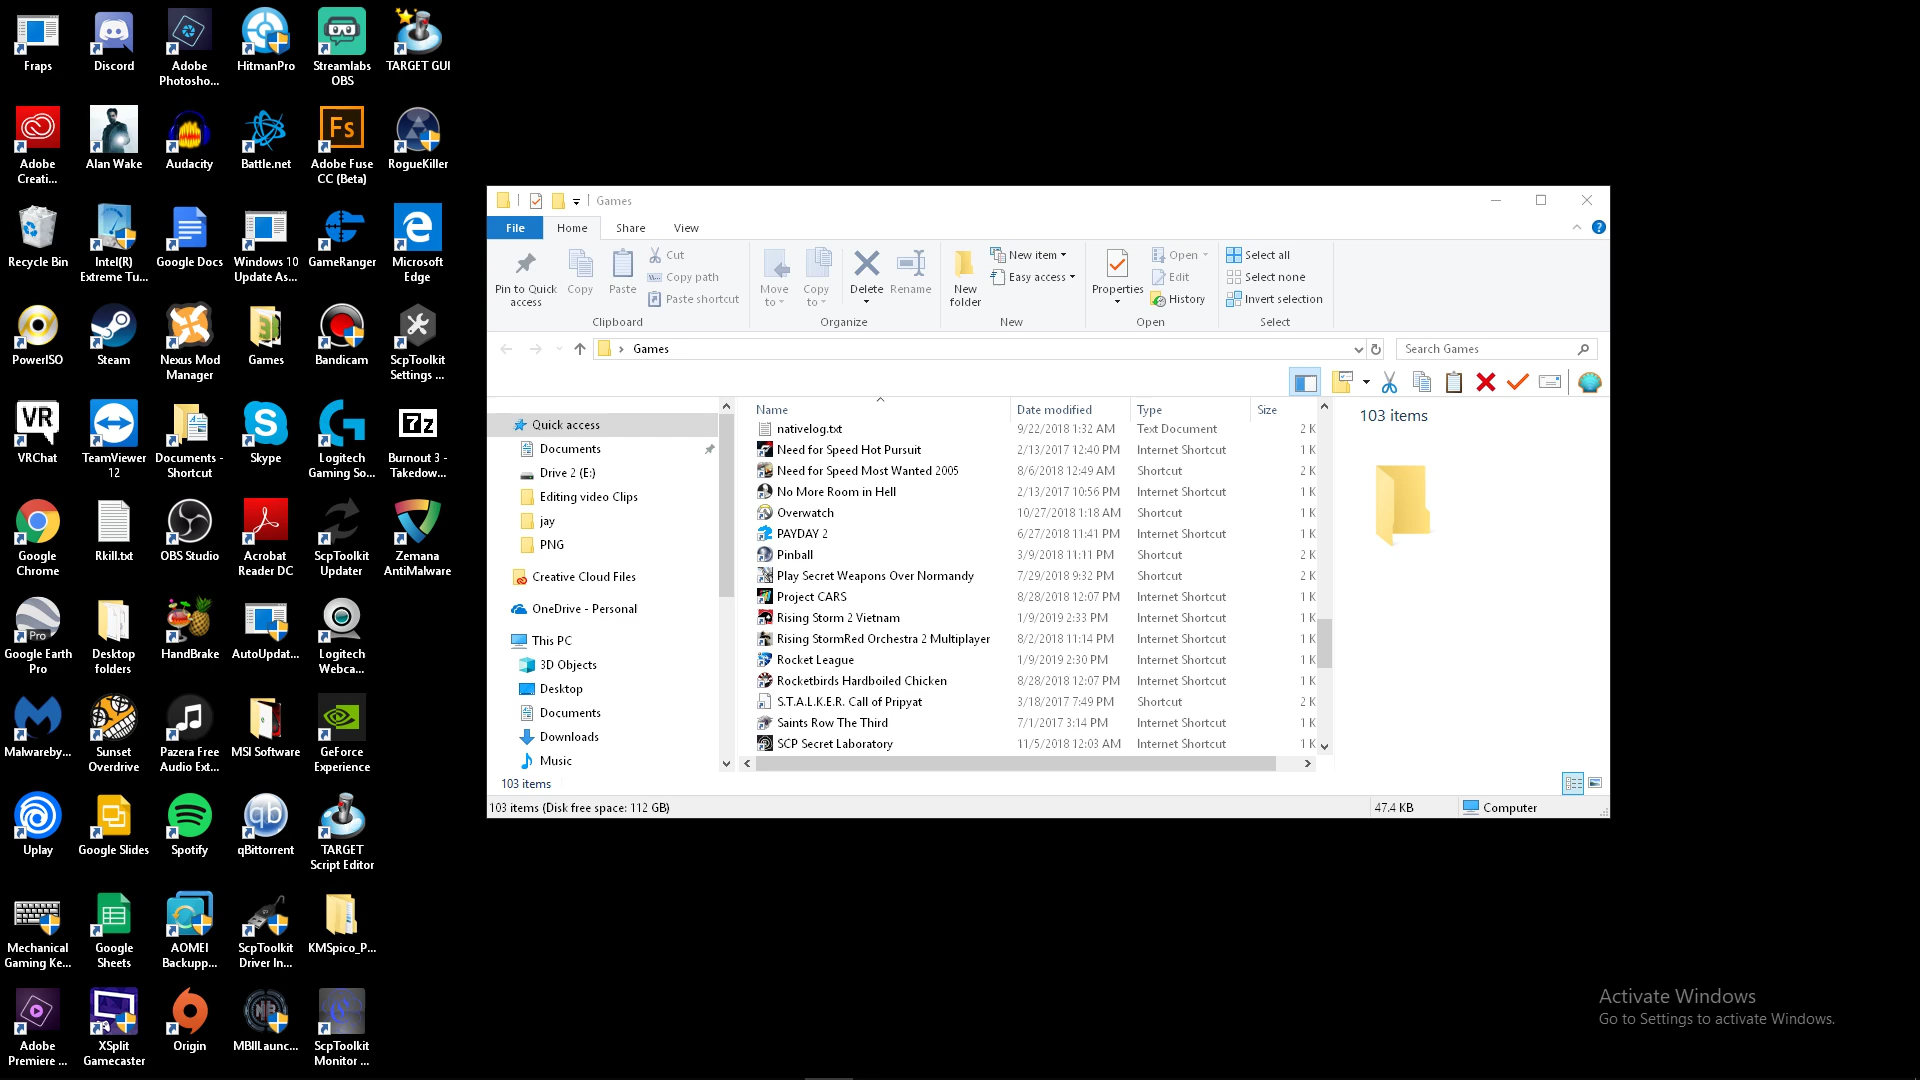 Fraps
Discord
Adobe
Photosho...
HitmanPro
Streamlabs
OBS
TARGET GUI
Adobe
Creati...
Alan Wake
Audacity
Battle.net
Adobe Fuse
CC (Beta)
RogueKiller
Recycle Bin
Intel(R)
Extreme Tu...
Google Docs
Windows 10
Update As...
GameRanger
Microsoft
Edge
PowerISO
Steam
Nexus Mod
Manager
Games
Bandicam
ScpToolkit
Settings ...
VRChat
TeamViewer
12
Documents -
Shortcut
Skype
Logitech
Gaming So...
Burnout 3 -
Takedow...
Google
Chrome
Rkill.txt
OBS Studio
Acrobat
Reader DC
ScpToolkit
Updater
Zemana
AntiMalware
Google Earth
Pro
Desktop
folders
HandBrake
AutoUpdat...
Logitech
Webca...
Malwareby...
Sunset
Overdrive
Pazera Free
Audio Ext...
MSI Software
GeForce
Experience
Uplay
Google Slides
Spotify
qBittorrent
TARGET
Script Editor
Mechanical
Gaming Ke...
Google
Sheets
AOMEI
Backupp...
ScpToolkit
Driver In...
KMSpico_P...
Adobe
Premiere ...
XSplit
Gamecaster
Origin
MBIILaunc...
ScpToolkit
Monitor ...
Games
File Home Share View
Pin to Quick
access
Copy
Paste
Cut
Copy path
Paste shortcut
Clipboard
Move
to
Copy
to
Delete
Rename
Organize
New
folder
New item
Easy access
New
Properties
Open
Edit
History
Open
Select all
Select none
Invert selection
Select
Games
Search Games
Quick access
Documents
Drive 2 (E:)
Editing video Clips
jay
PNG
Creative Cloud Files
OneDrive - Personal
This PC
3D Objects
Desktop
Documents
Downloads
Music
Name Date modified Type Size
nativelog.txt 9/22/2018 1:32 AM Text Document 2 K
Need for Speed Hot Pursuit 2/13/2017 12:40 PM Internet Shortcut 1 K
Need for Speed Most Wanted 2005 8/6/2018 12:49 AM Shortcut 2 K
No More Room in Hell 2/13/2017 10:56 PM Internet Shortcut 1 K
Overwatch 10/27/2018 1:18 AM Shortcut 2 K
PAYDAY 2 6/27/2018 11:41 PM Internet Shortcut 1 K
Pinball 3/9/2018 11:11 PM Shortcut 2 K
Play Secret Weapons Over Normandy 7/29/2018 9:32 PM Shortcut 2 K
Project CARS 8/28/2018 12:07 PM Internet Shortcut 1 K
Rising Storm 2 Vietnam 1/9/2019 2:33 PM Internet Shortcut 1 K
Rising StormRed Orchestra 2 Multiplayer 8/2/2018 11:14 PM Internet Shortcut 1 K
Rocket League 1/9/2019 2:30 PM Internet Shortcut 1 K
Rocketbirds Hardboiled Chicken 8/28/2018 12:07 PM Internet Shortcut 1 K
S.T.A.L.K.E.R. Call of Pripyat 3/18/2017 7:49 PM Shortcut 2 K
Saints Row The Third 7/1/2017 3:14 PM Internet Shortcut 1 K
SCP Secret Laboratory 11/5/2018 12:03 AM Internet Shortcut 1 K
103 items
103 items
103 items (Disk free space: 112 GB) 47.4 KB Computer
Activate Windows
Go to Settings to activate Windows.